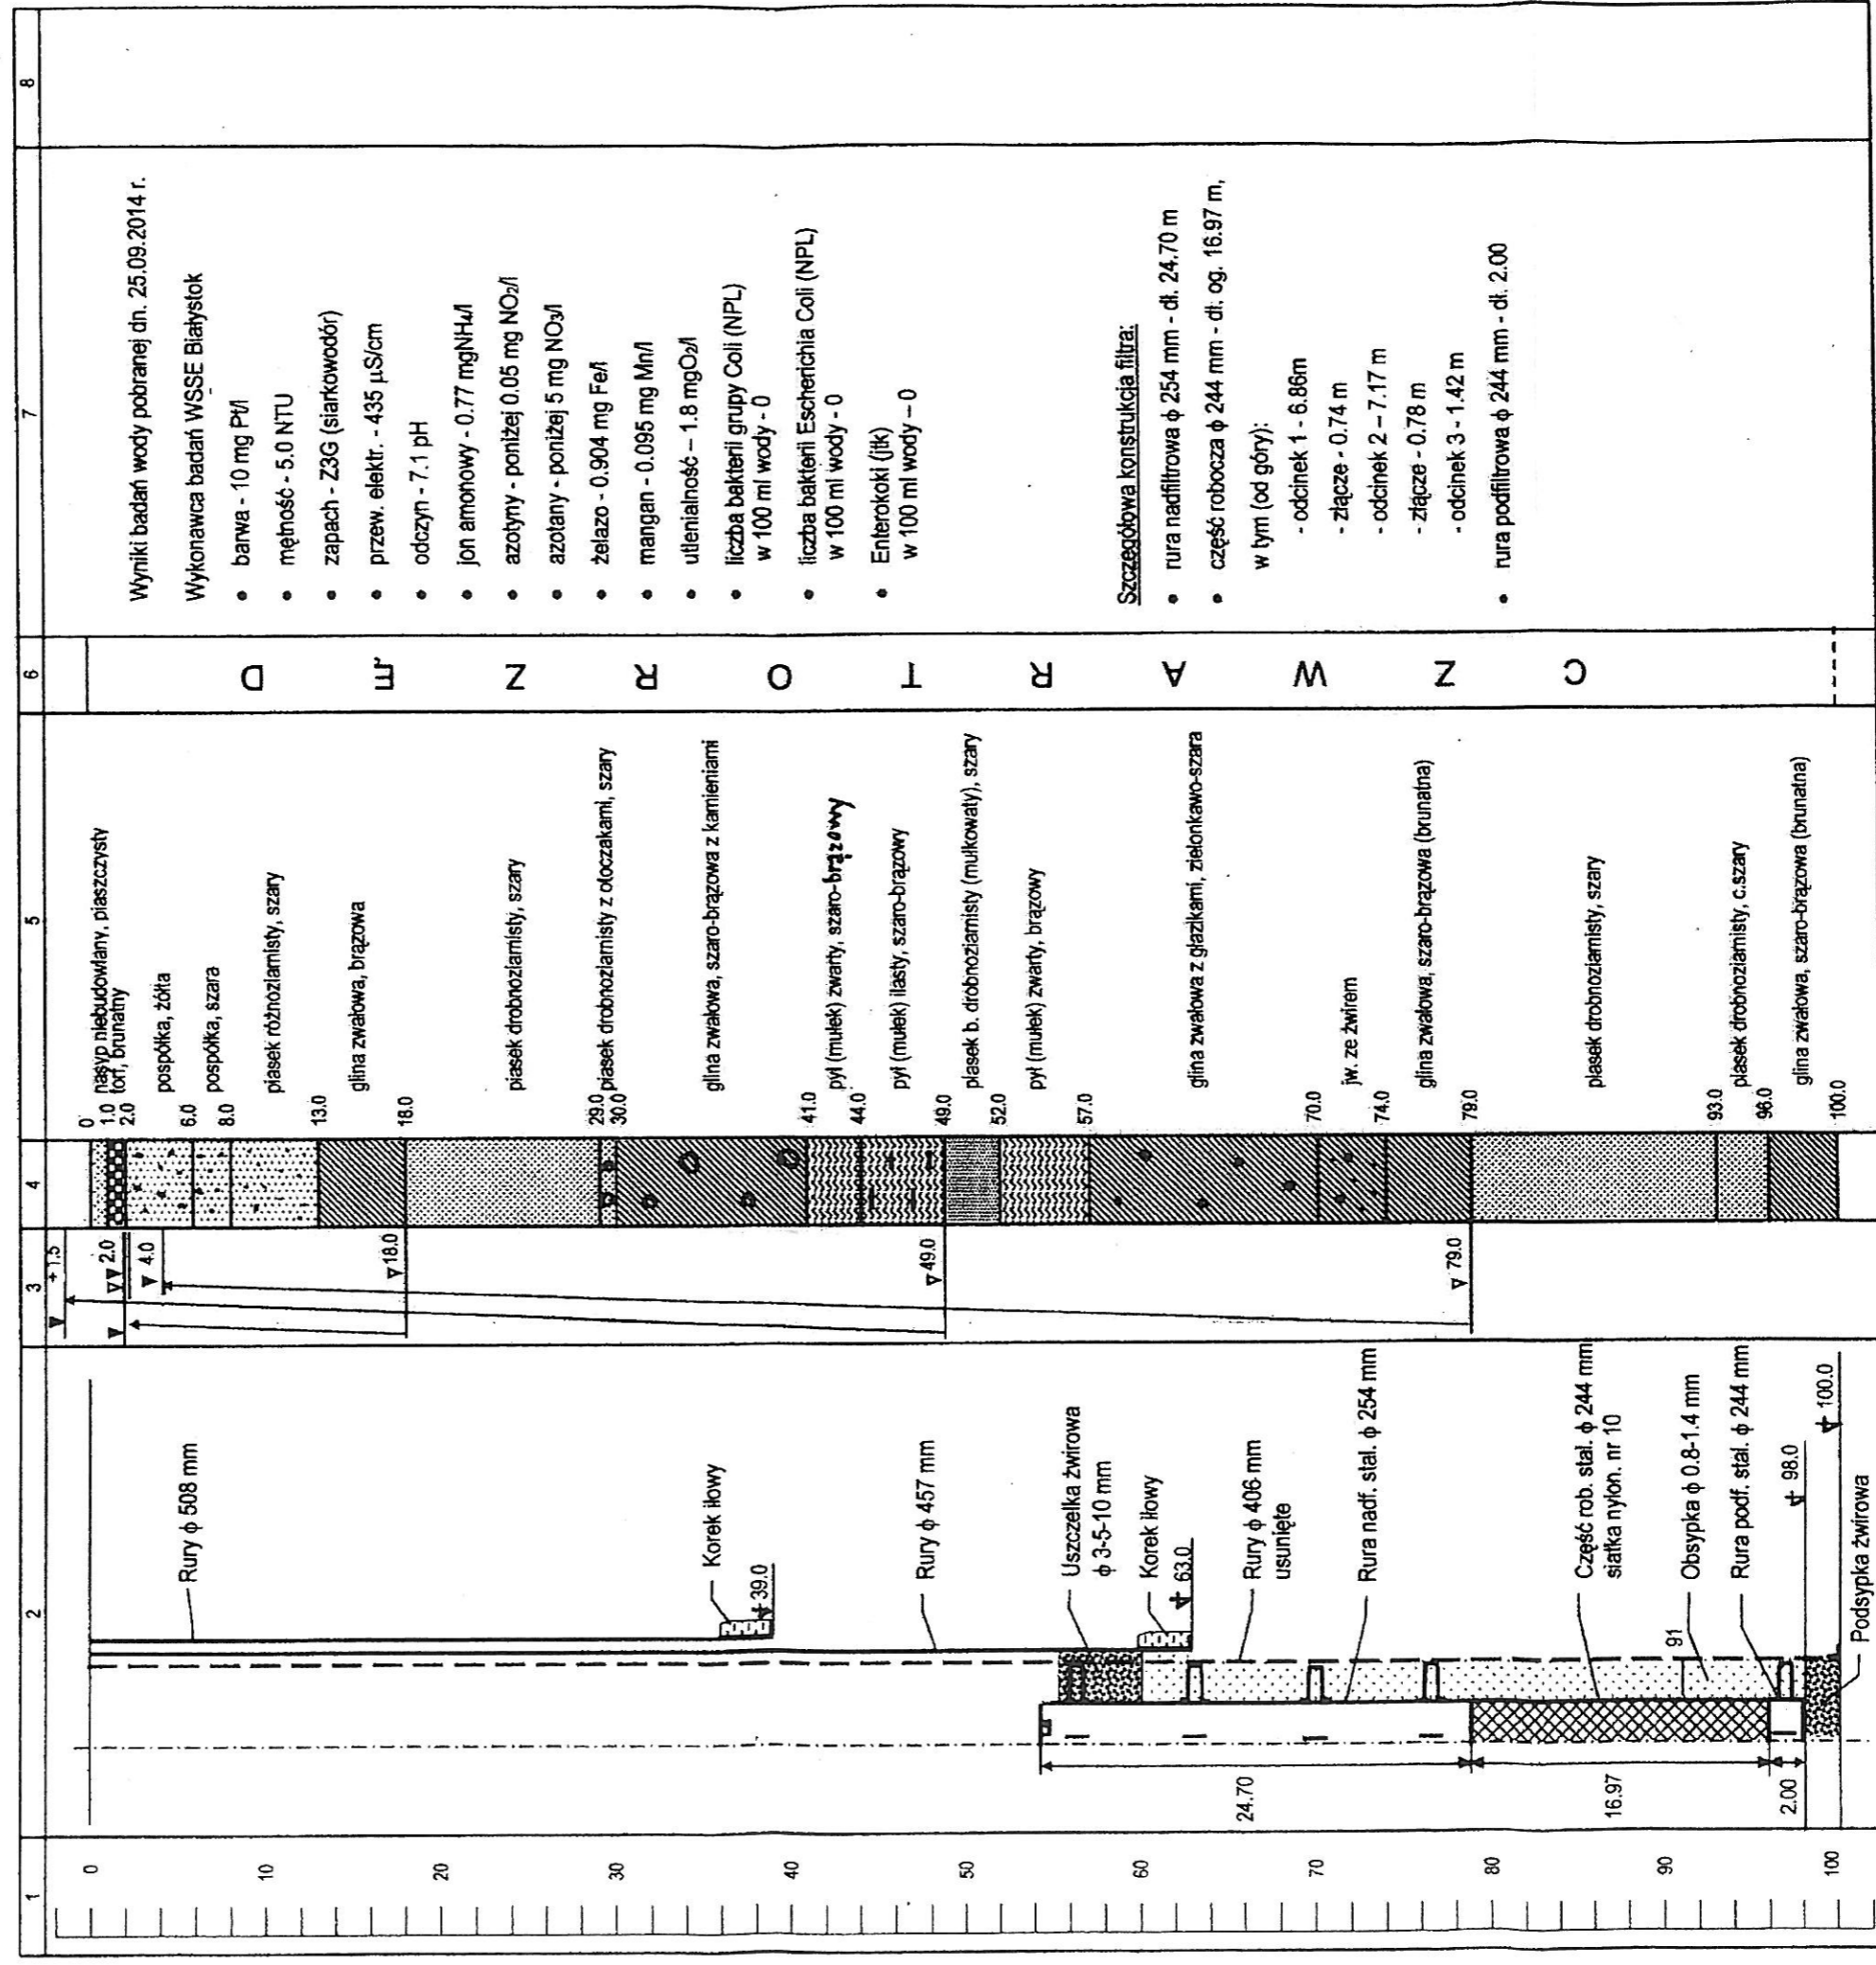 1
2
3
4
5
6
7
8
0
10
20
30
40
50
60
70
80
90
100
Rury ϕ 508 mm
Korek iłowy
39.0
Rury ϕ 457 mm
Uszczelka żwirowa
ϕ 3-5-10 mm
Korek iłowy
63.0
Rury ϕ 406 mm
usunięte
Rura nadf. stal. ϕ 254 mm
Część rob. stal. ϕ 244 mm
siatka nylon. nr 10
91
Obsypka ϕ 0.8-1.4 mm
Rura podf. stal. ϕ 244 mm
98.0
100.0
Podsypka żwirowa
24.70
16.97
2.00
+ 1.5
2.0
4.0
18.0
49.0
79.0
0
nasyp niebudowlany, piaszczysty
1.0
torf, brunatny
2.0
pospółka, żółta
6.0
pospółka, szara
8.0
piasek różnoziarnisty, szary
13.0
glina zwałowa, brązowa
18.0
piasek drobnoziarnisty, szary
29.0
piasek drobnoziarnisty z otoczakami, szary
30.0
glina zwałowa, szaro-brązowa z kamieniami
41.0
pył (mułek) zwarty, szaro-brązowy
44.0
pył (mułek) ilasty, szaro-brązowy
49.0
piasek b. drobnoziarnisty (mułkowaty), szary
52.0
pył (mułek) zwarty, brązowy
57.0
glina zwałowa z głazikami, zielonkawo-szara
70.0
jw. ze żwirem
74.0
glina zwałowa, szaro-brązowa (brunatna)
79.0
piasek drobnoziarnisty, szary
93.0
piasek drobnoziarnisty, c.szary
96.0
glina zwałowa, szaro-brązowa (brunatna)
100.0
C Z W A R T O R Z Ę D
Wyniki badań wody pobranej dn. 25.09.2014 r.
Wykonawca badań WSSE Białystok
• barwa - 10 mg Pt/l
• mętność - 5.0 NTU
• zapach - Z3G (siarkowodór)
• przew. elektr. - 435 µS/cm
• odczyn - 7.1 pH
• jon amonowy - 0.77 mgNH4/l
• azotyny - poniżej 0.05 mg NO2/l
• azotany - poniżej 5 mg NO3/l
• żelazo - 0.904 mg Fe/l
• mangan - 0.095 mg Mn/l
• utlenialność – 1.8 mgO2/l
• liczba bakterii grupy Coli (NPL)
w 100 ml wody - 0
• liczba bakterii Escherichia Coli (NPL)
w 100 ml wody - 0
• Enterokoki (jtk)
w 100 ml wody – 0
Szczegółowa konstrukcja filtra:
• rura nadfiltrowa ϕ 254 mm - dł. 24.70 m
• część robocza ϕ 244 mm - dł. og. 16.97 m,
w tym (od góry):
- odcinek 1 - 6.86m
- złącze - 0.74 m
- odcinek 2 – 7.17 m
- złącze - 0.78 m
- odcinek 3 - 1.42 m
• rura podfiltrowa ϕ 244 mm - dł. 2.00